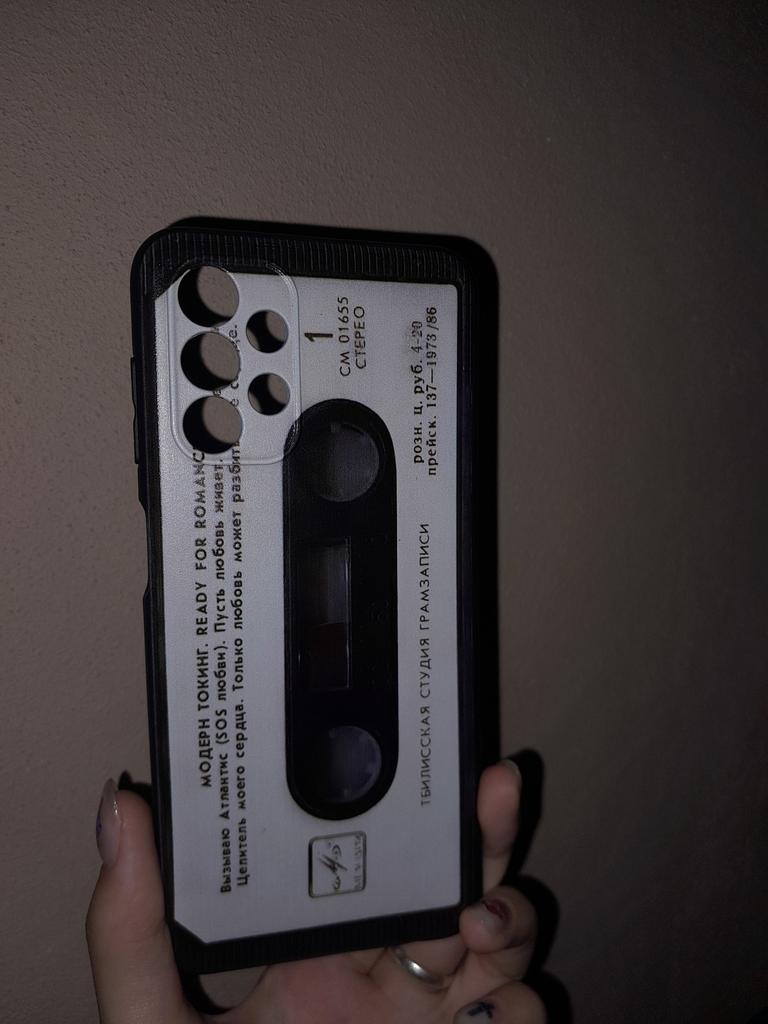 МОДЕРН ТОКИНГ. READY FOR ROMANC
Вызываю Атлантис (SOS любви). Пусть любовь живет.
Целитель моего сердца. Только любовь может разбить
1
СМ 01655
СТЕРЕО
розн. ц. руб. 4-20
прейск. 137—1973/86
ТБИЛИССКАЯ СТУДИЯ ГРАМЗАПИСИ